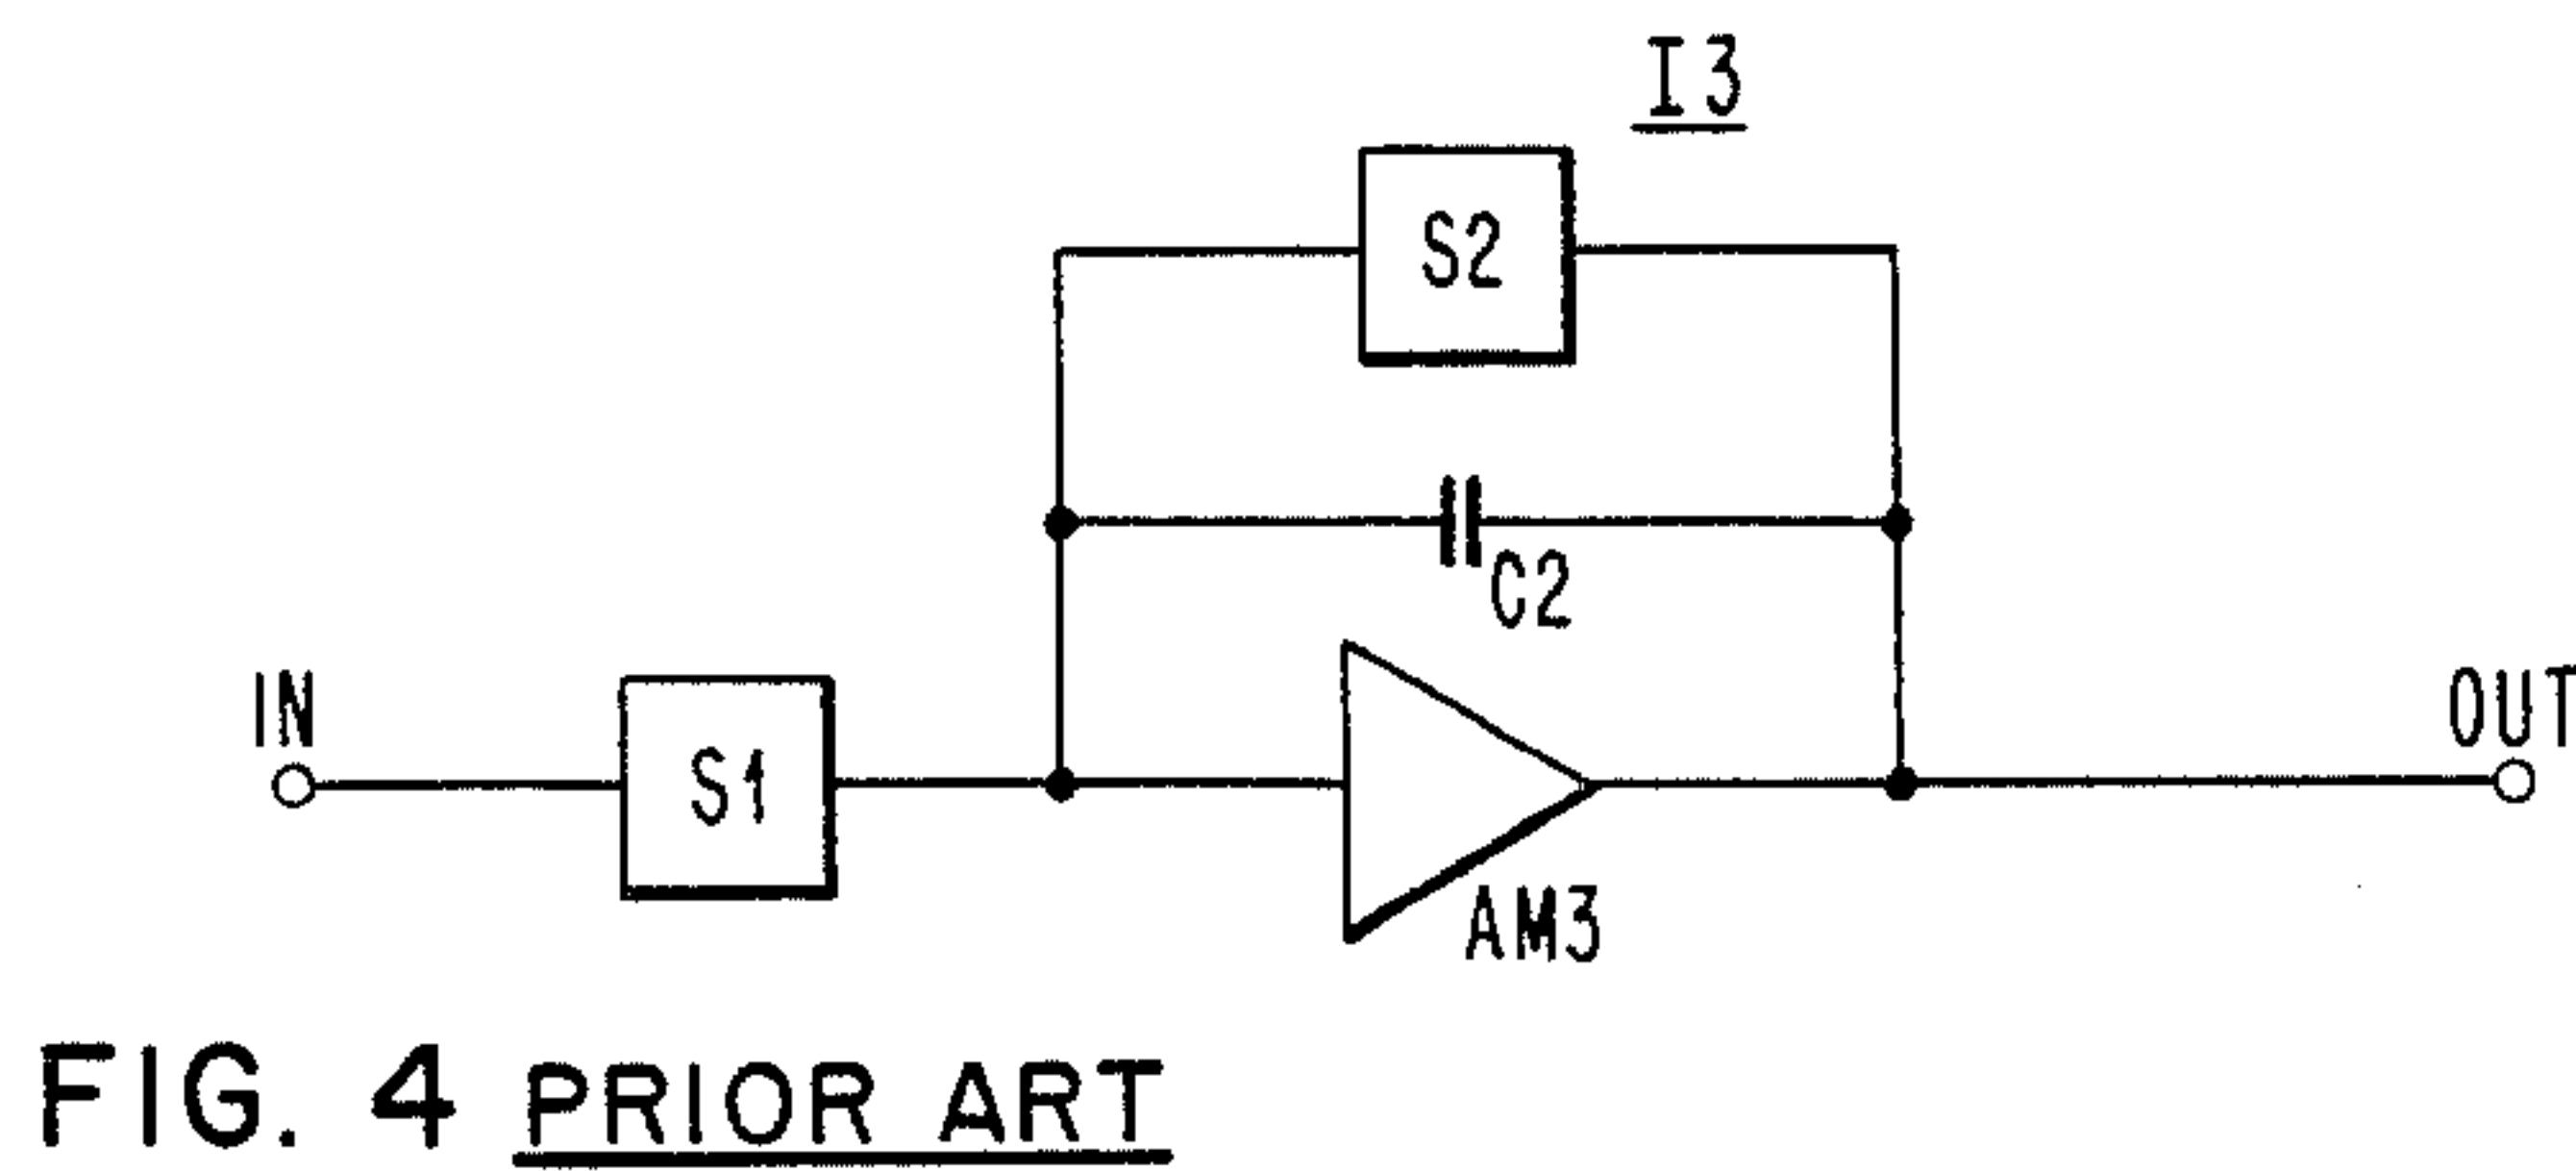 I3
S2
C2
IN
S1
OUT
AM3
FIG. 4 PRIOR ART